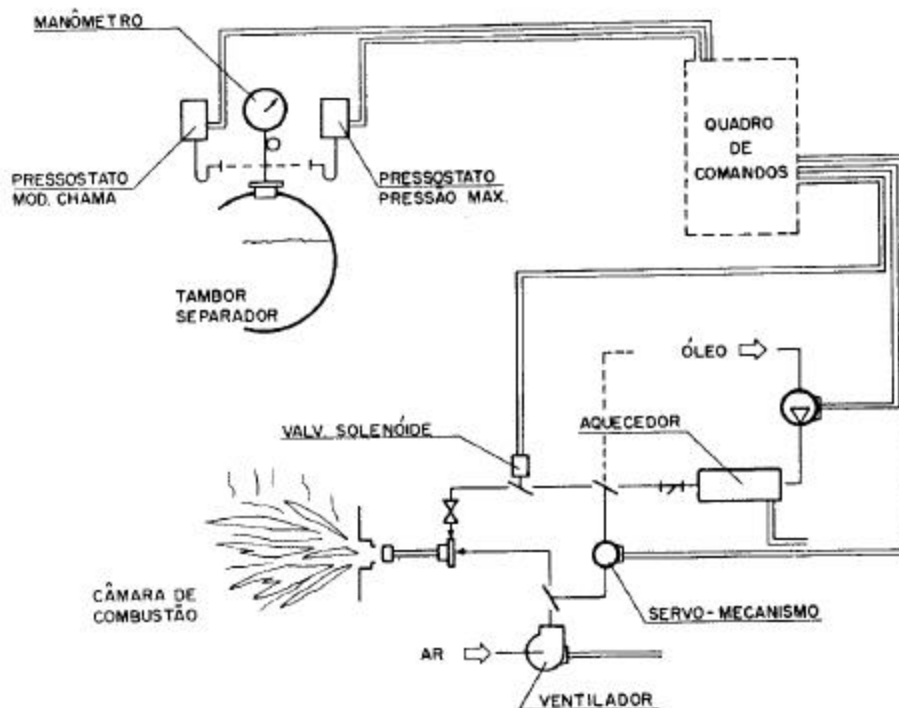 MANÔMETRO
QUADRO
DE
COMANDOS
PRESSOSTATO
MOD. CHAMA
PRESSOSTATO
PRESSÃO MAX.
TAMBOR
SEPARADOR
ÓLEO
VALV. SOLENÓIDE
AQUECEDOR
CÂMARA DE
COMBUSTÃO
SERVO-MECANISMO
AR
VENTILADOR